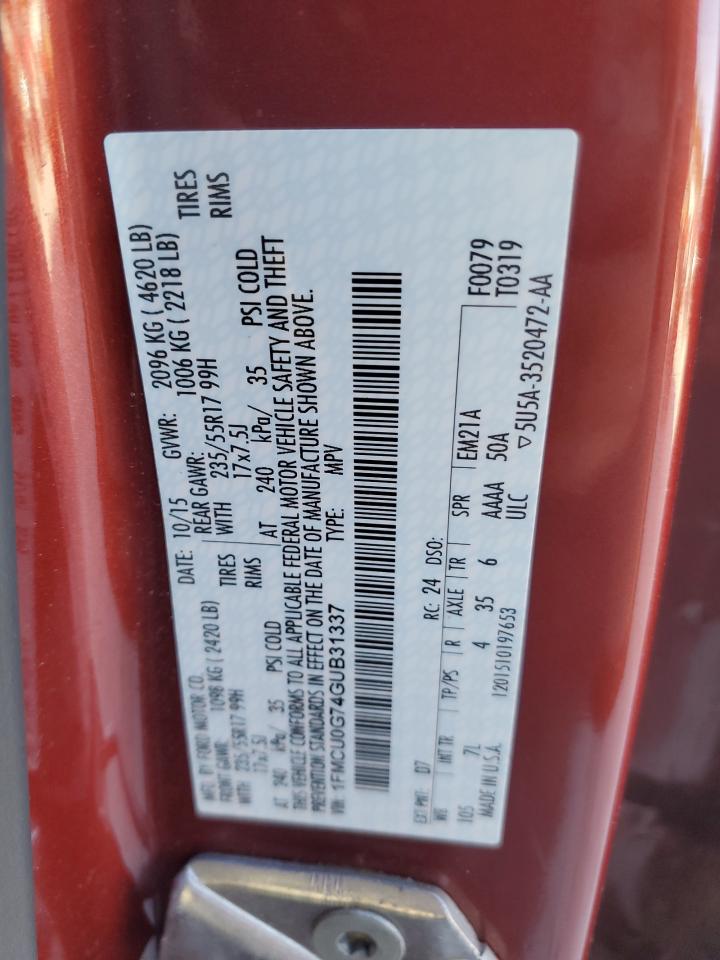 MFD. BY FORD MOTOR CO. DATE: 10/15 GVWR: 2096 KG ( 4620 LB)
FRONT GAWR: 1098 KG ( 2420 LB) REAR GAWR: 1006 KG ( 2218 LB)
WITH 235/55R17 99H TIRES WITH 235/55R17 99H TIRES
17x7.5J RIMS 17x7.5J RIMS
AT 240 kPa/ 35 PSI COLD AT 240 kPa/ 35 PSI COLD
THIS VEHICLE CONFORMS TO ALL APPLICABLE FEDERAL MOTOR VEHICLE SAFETY AND THEFT
PREVENTION STANDARDS IN EFFECT ON THE DATE OF MANUFACTURE SHOWN ABOVE.
VIN: 1FMCU0G74GUB31337 TYPE: MPV
EXT PNT: D7 RC: 24 DSO: F0079
WB INT TR TP/PS R AXLE TR SPR EM21A T0319
105 7L 4 35 6 AAAA 50A
MADE IN U.S.A. 1201510197653 ULC ▽5U5A-3520472-AA